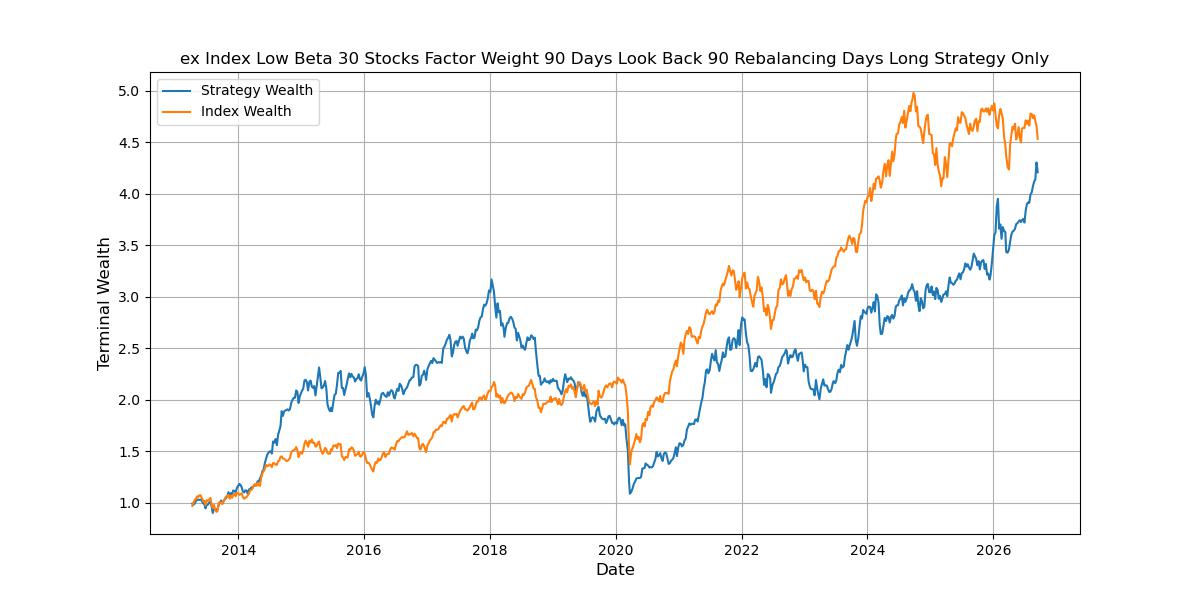 ex Index Low Beta 30 Stocks Factor Weight 90 Days Look Back 90 Rebalancing Days Long Strategy Only
Strategy Wealth
Index Wealth
Terminal Wealth
5.0
4.5
4.0
3.5
3.0
2.5
2.0
1.5
1.0
2014 2016 2018 2020 2022 2024 2026
Date